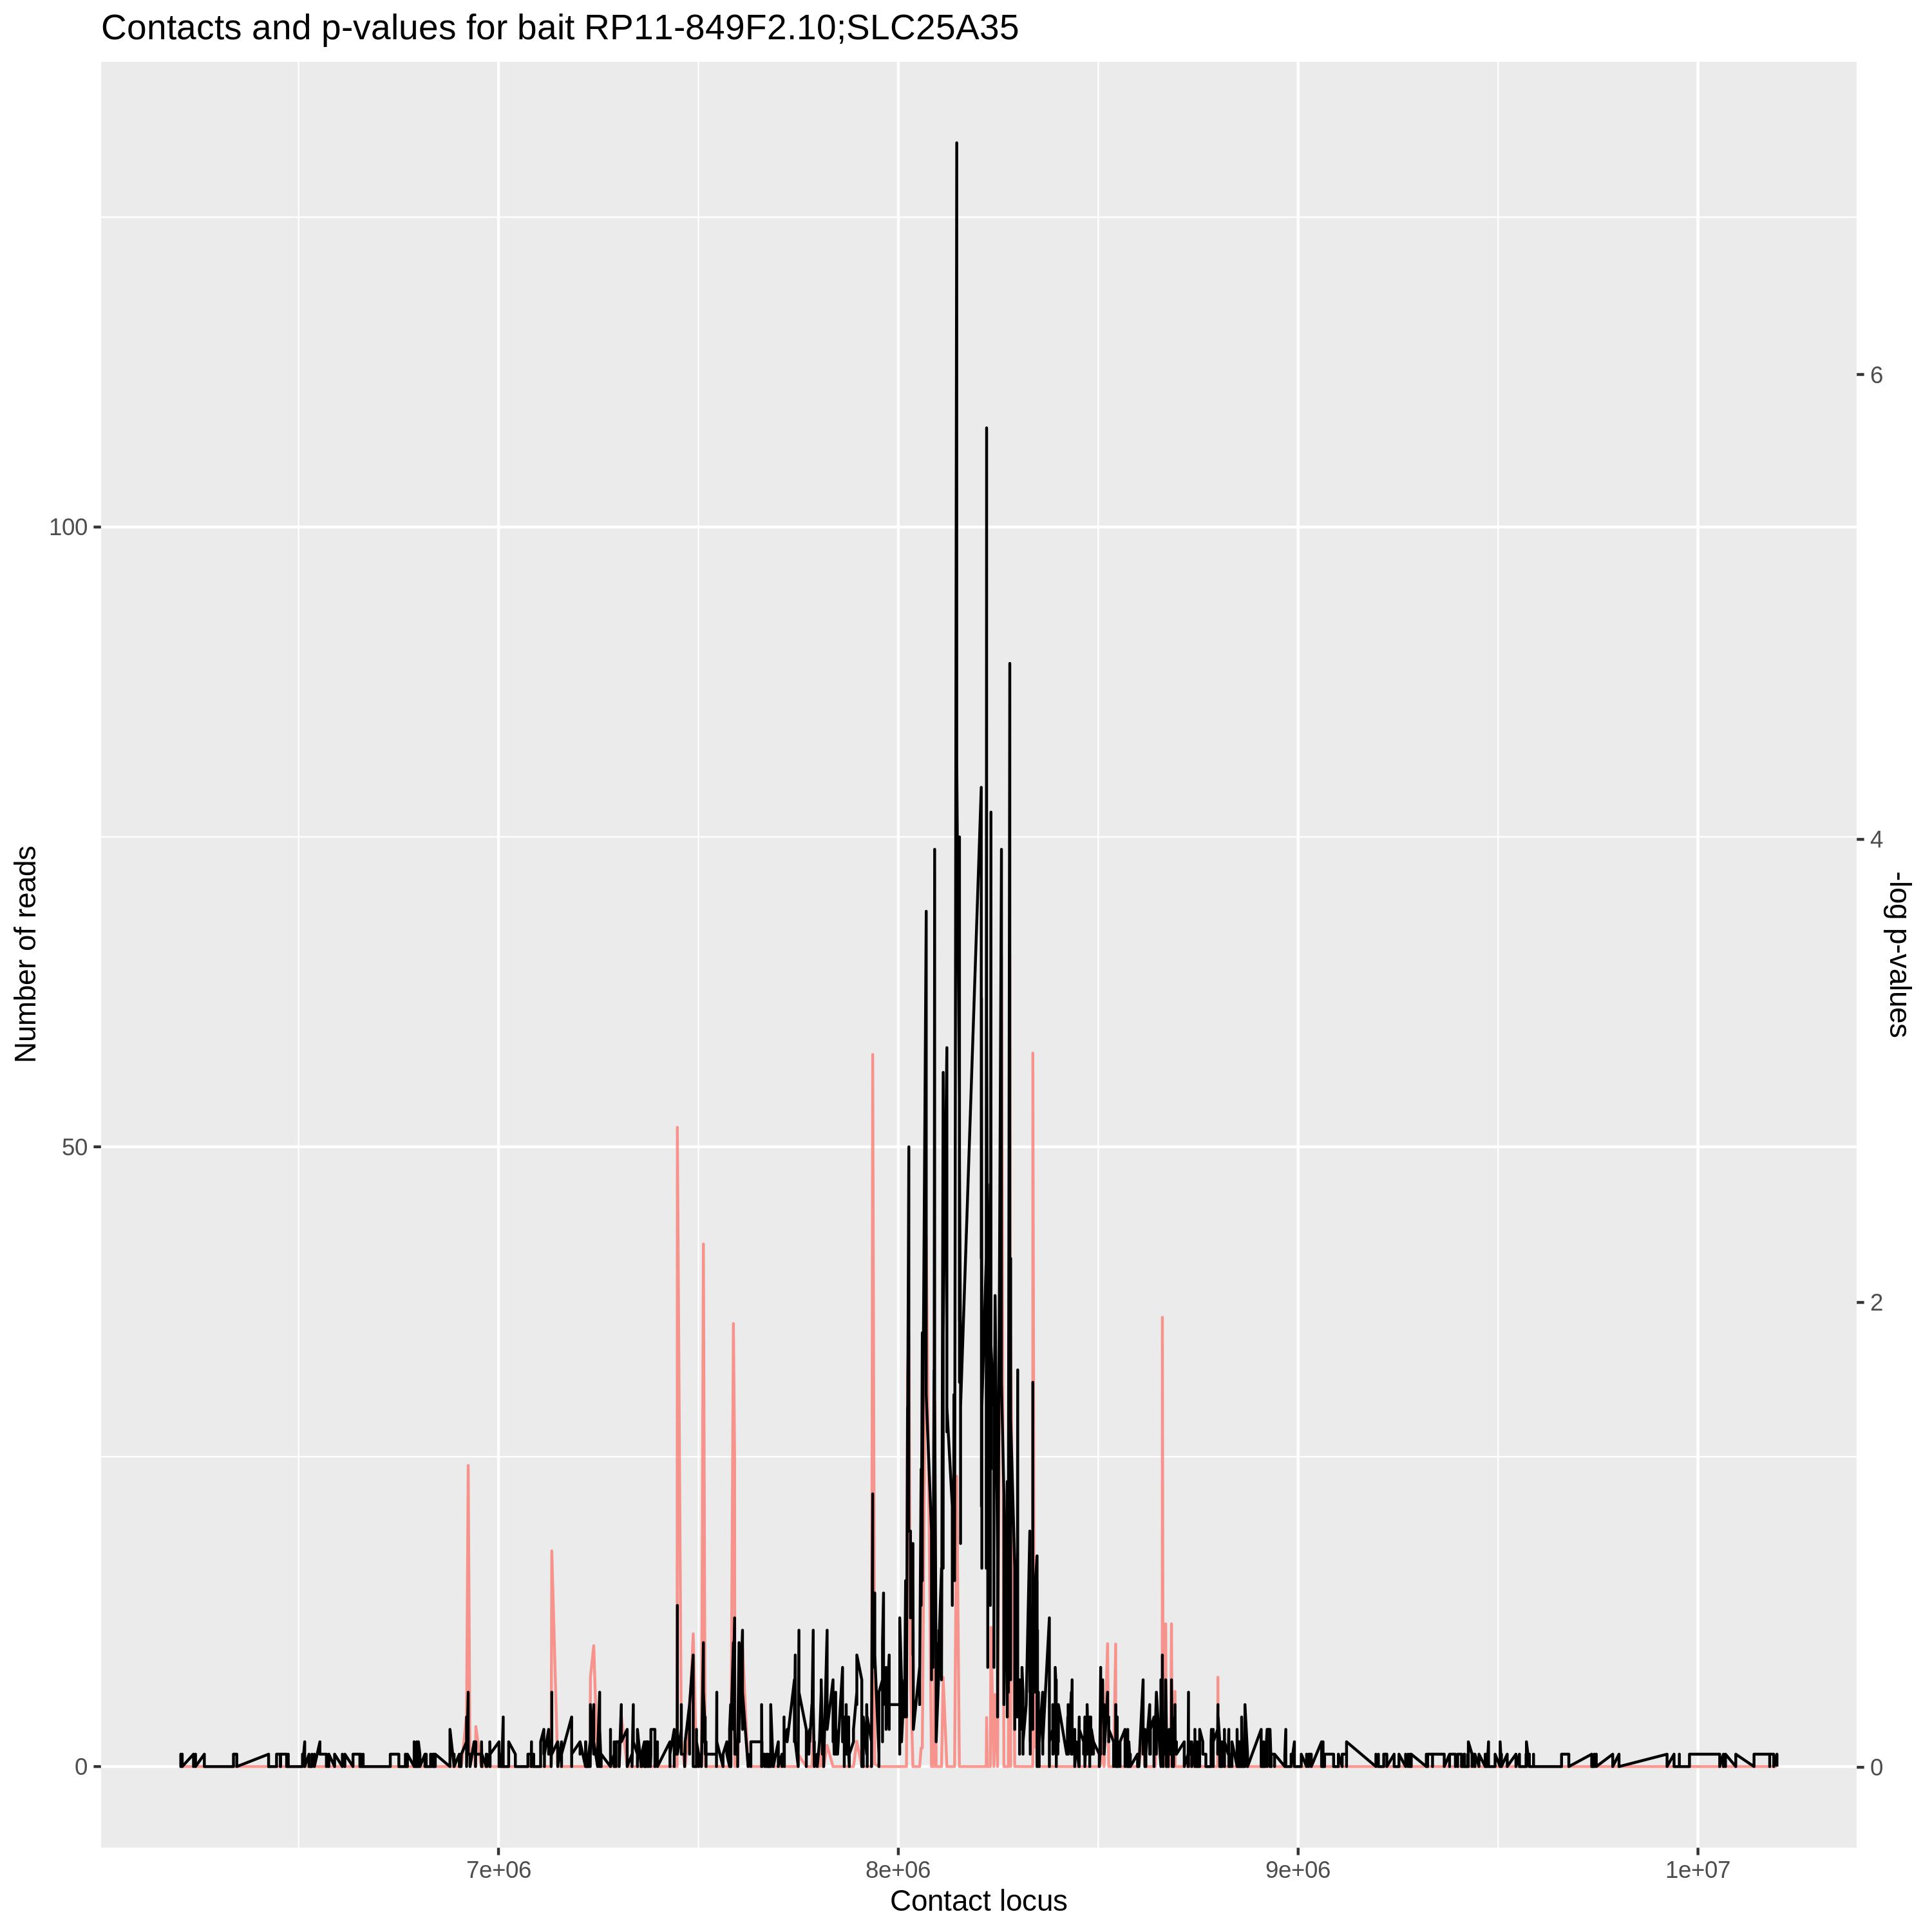 Contacts and p-values for bait RP11-849F2.10;SLC25A35
6
100
4
Number of reads
-log p-values
50
2
0
0
7e+06
8e+06
9e+06
1e+07
Contact locus